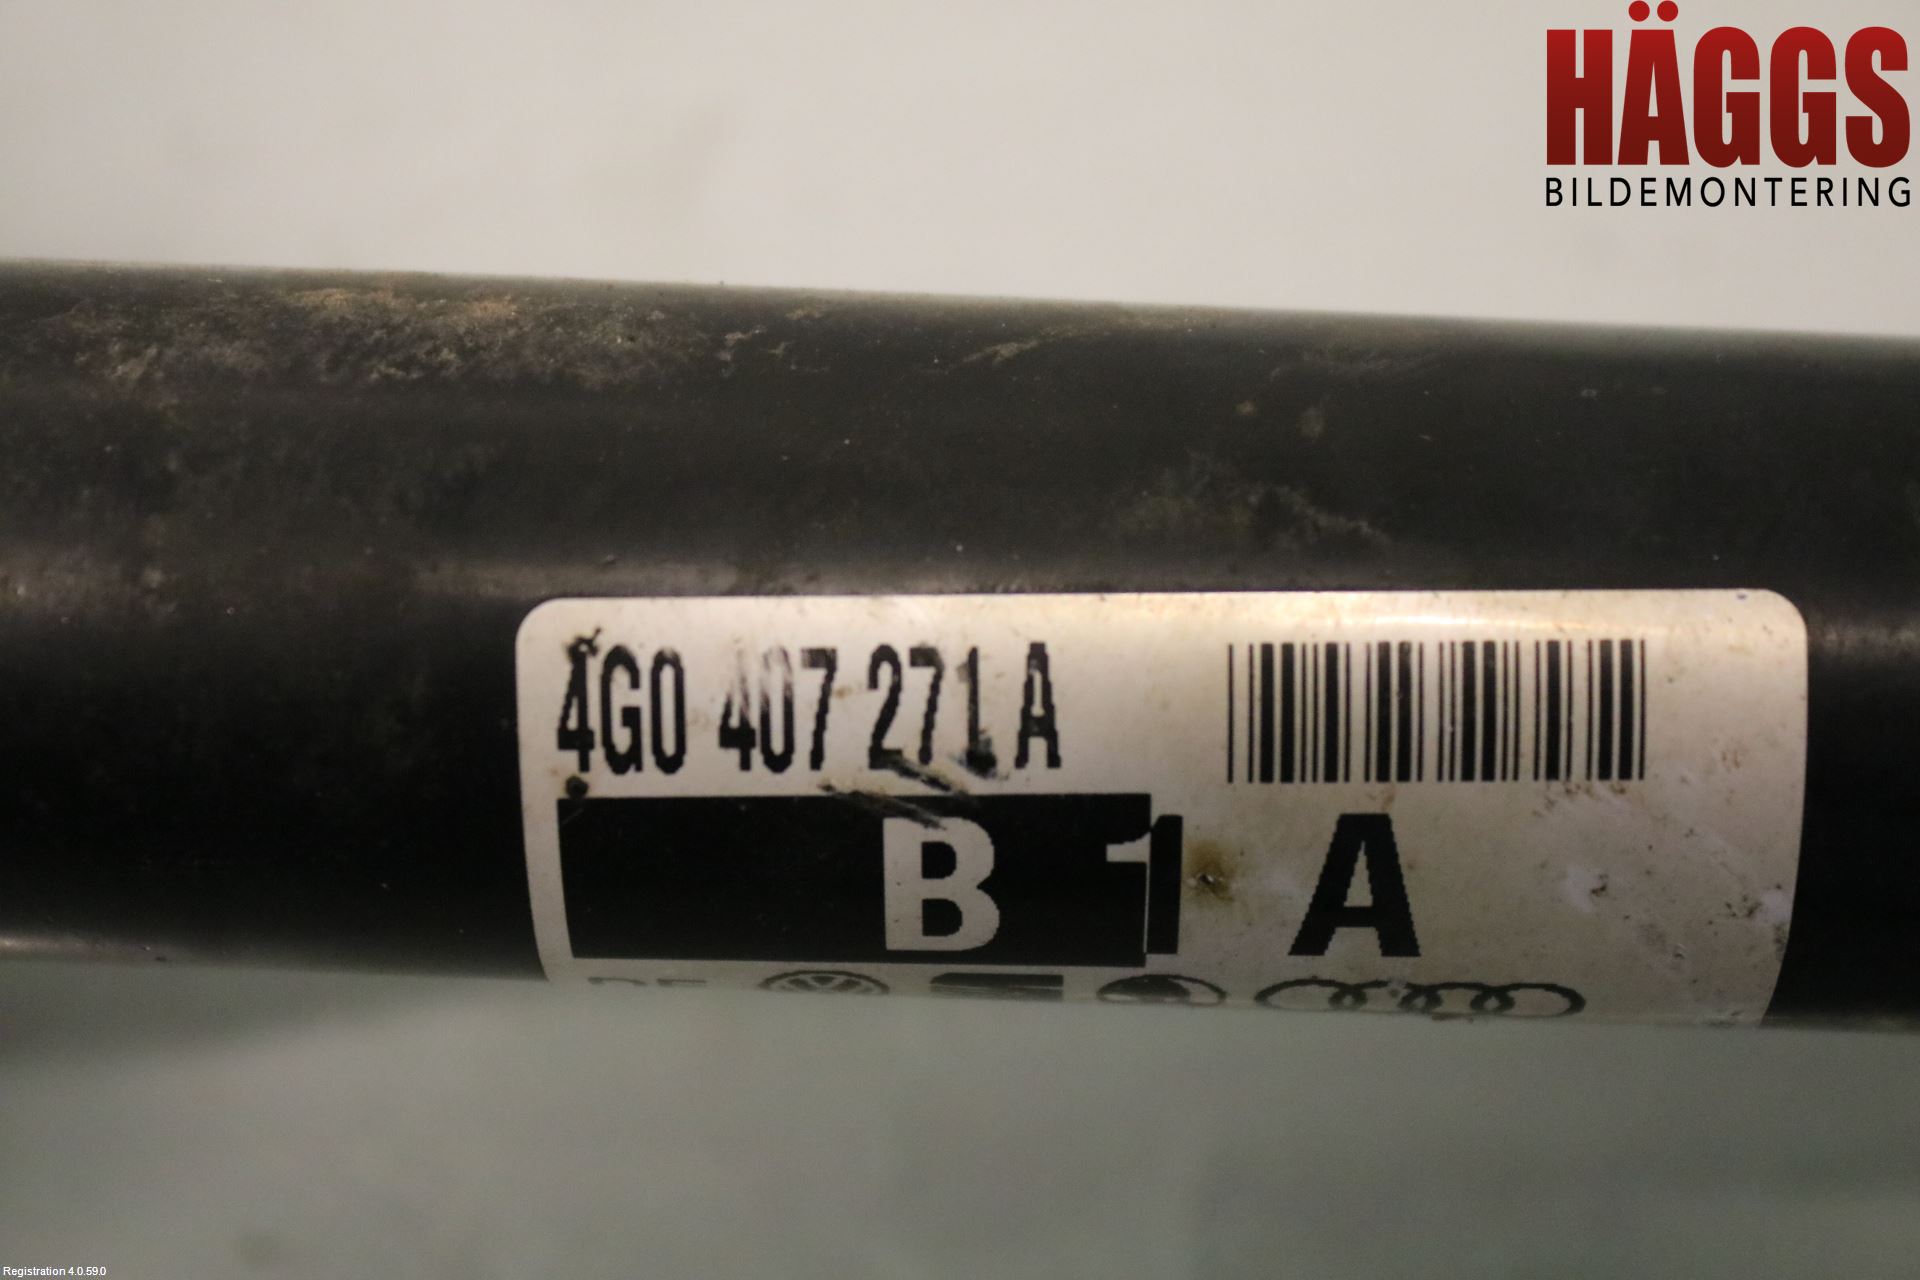 HÄGGS
BILDEMONTERING
4G0 407 271 A
B 1 A
Registration 4.0.59.0